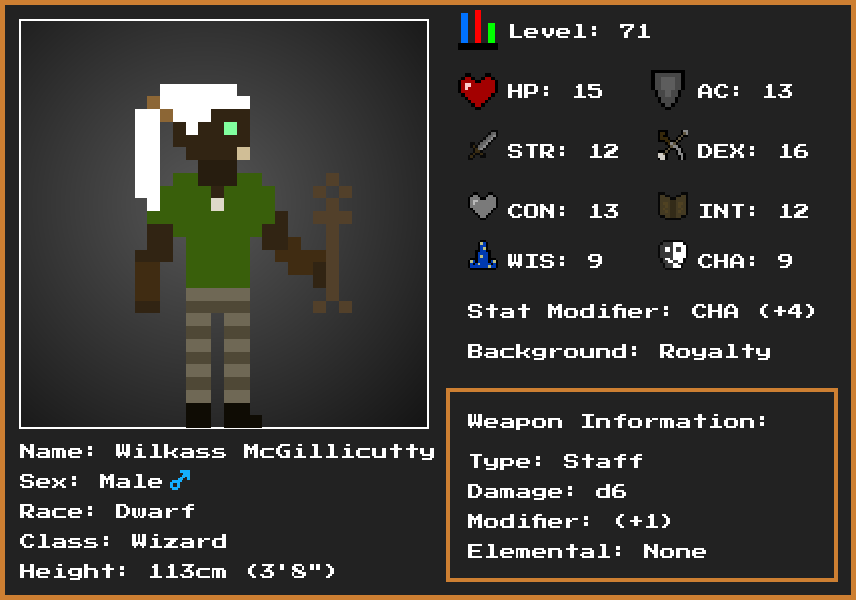 Level: 71
HP: 15
AC: 13
STR: 12
DEX: 16
CON: 13
INT: 12
WIS: 9
CHA: 9
Stat Modifier: CHA (+4)
Background: Royalty
Weapon Information:
Type: Staff
Damage: d6
Modifier: (+1)
Elemental: None
Name: Wilkass McGillicutty
Sex: Male♂
Race: Dwarf
Class: Wizard
Height: 113cm (3'8")